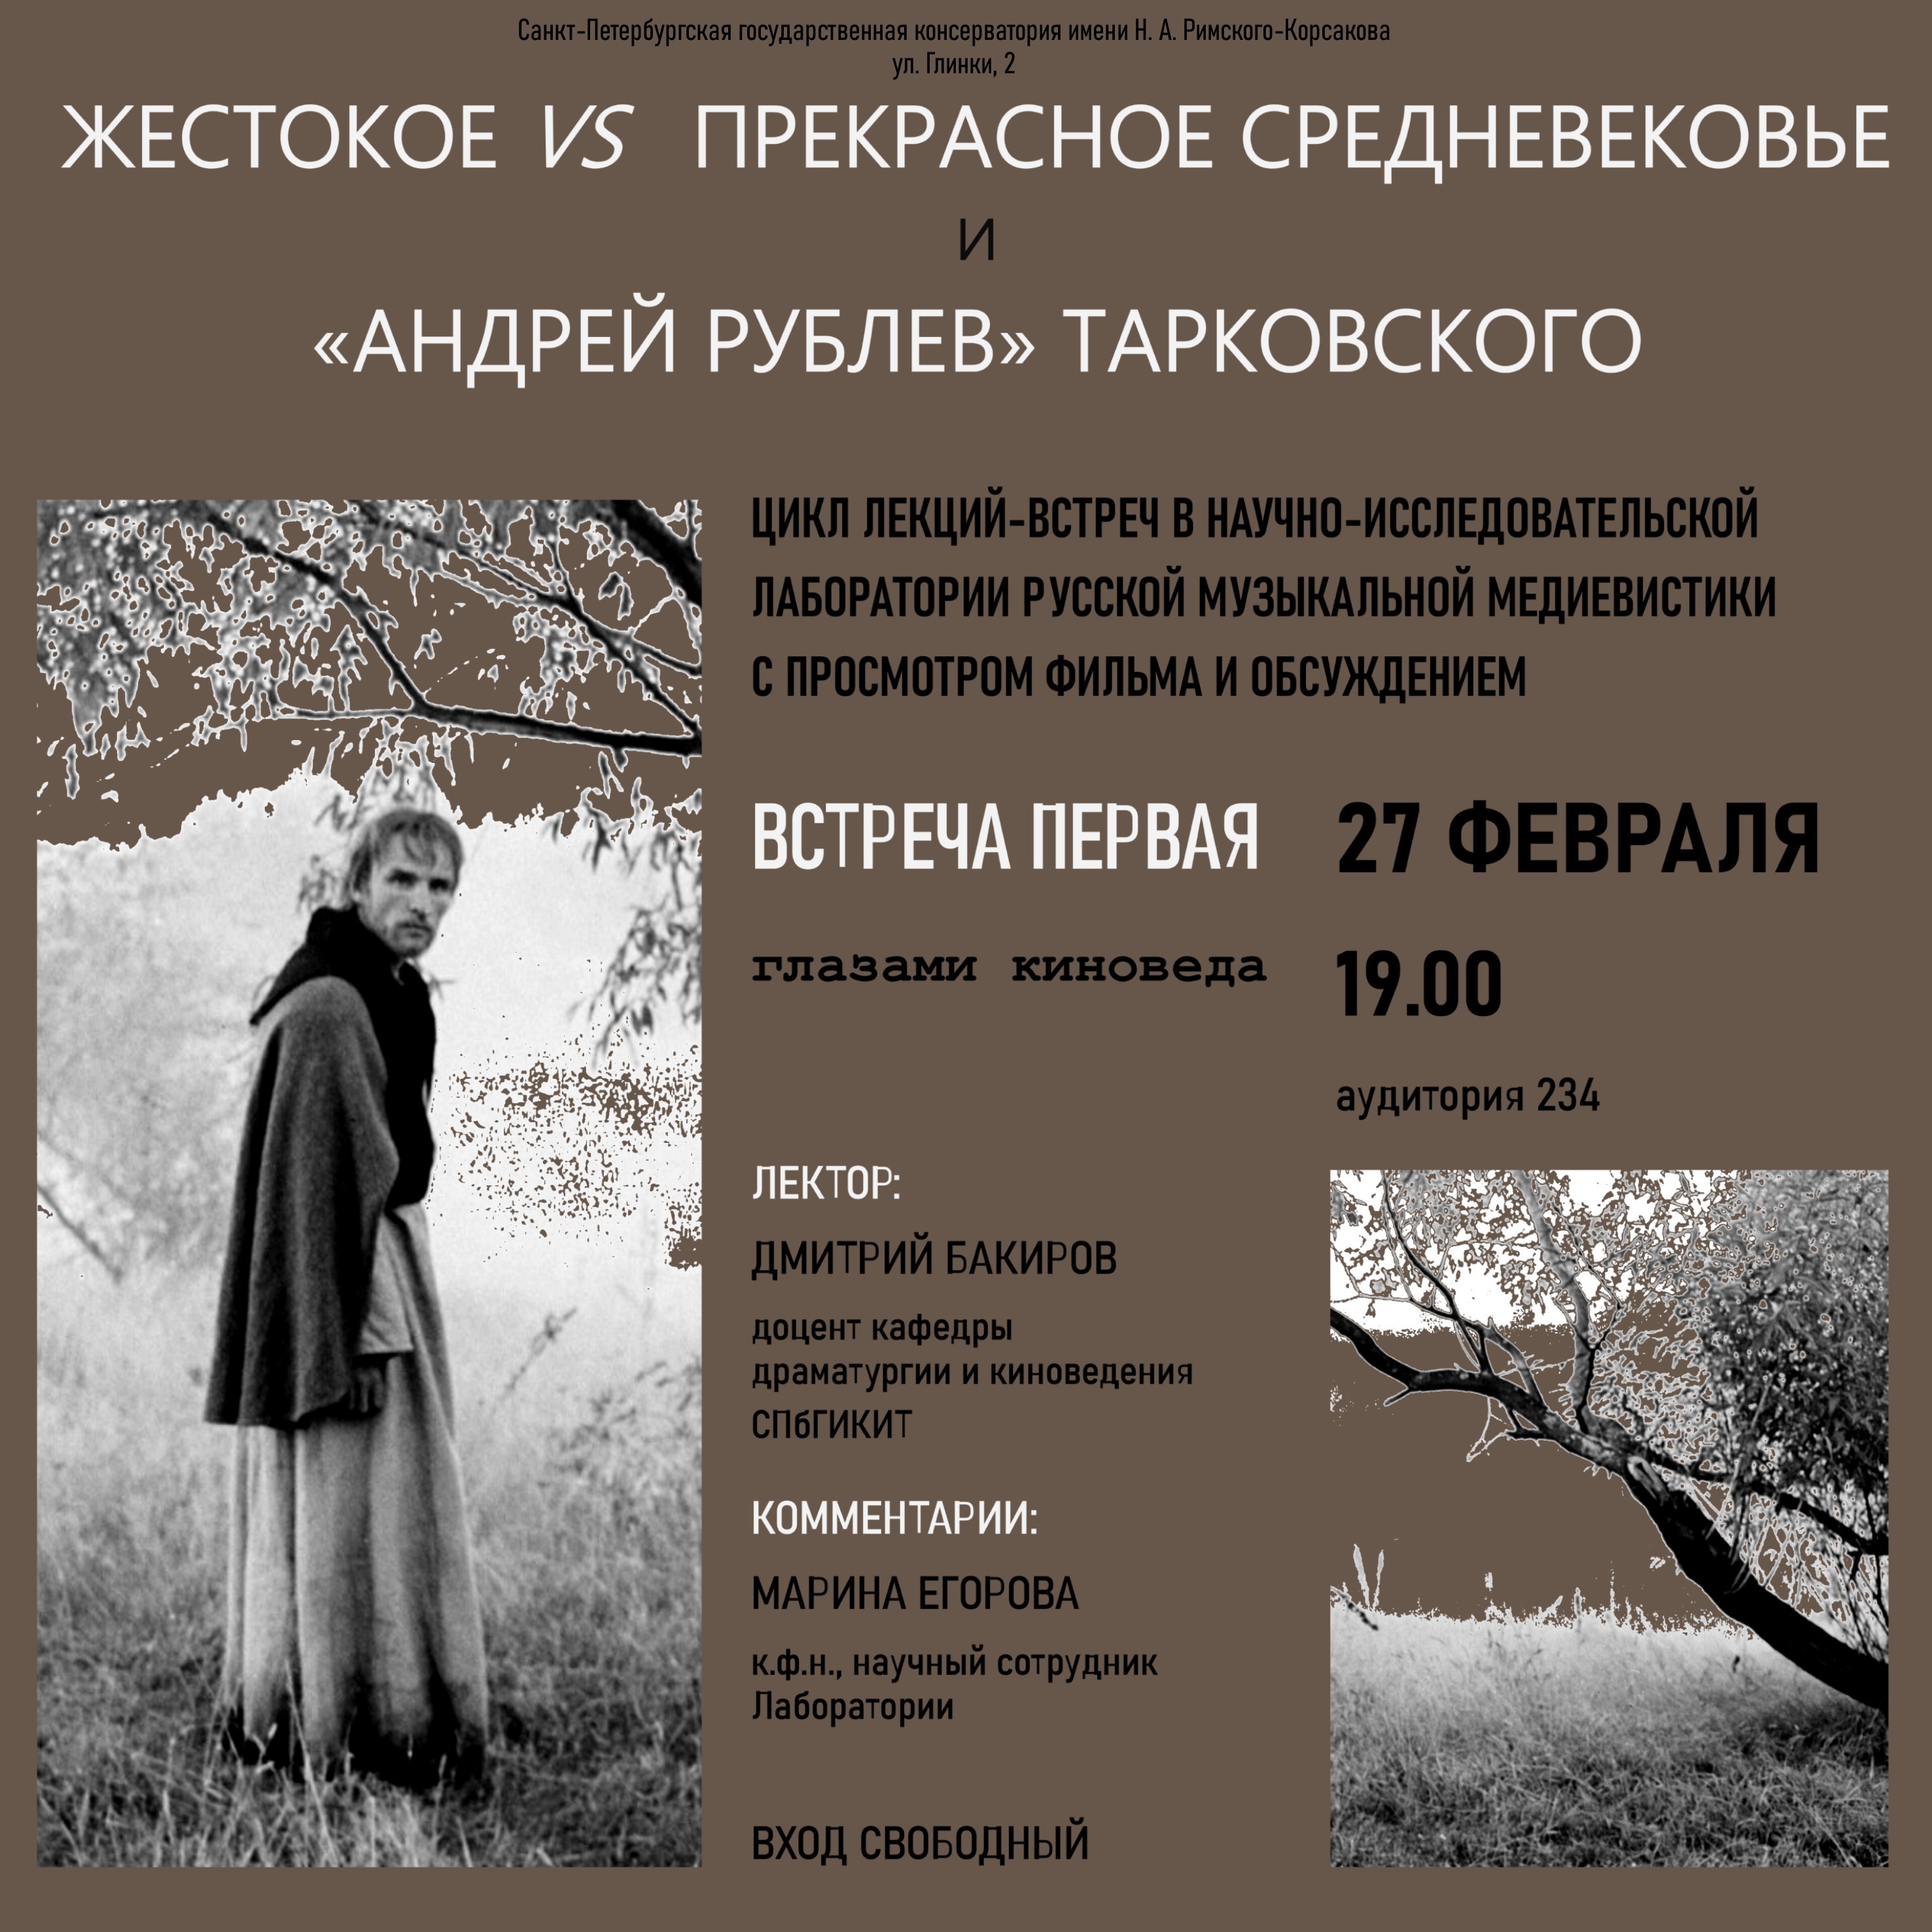 Санкт-Петербургская государственная консерватория имени Н. А. Римского-Корсакова
ул. Глинки, 2
ЖЕСТОКОЕ VS ПРЕКРАСНОЕ СРЕДНЕВЕКОВЬЕ
И
«АНДРЕЙ РУБЛЕВ» ТАРКОВСКОГО
ЦИКЛ ЛЕКЦИЙ-ВСТРЕЧ В НАУЧНО-ИССЛЕДОВАТЕЛЬСКОЙ
ЛАБОРАТОРИИ РУССКОЙ МУЗЫКАЛЬНОЙ МЕДИЕВИСТИКИ
С ПРОСМОТРОМ ФИЛЬМА И ОБСУЖДЕНИЕМ
ВСТРЕЧА ПЕРВАЯ
27 ФЕВРАЛЯ
глазами киноведа
19.00
аудитория 234
ЛЕКТОР:
ДМИТРИЙ БАКИРОВ
доцент кафедры
драматургии и киноведения
СПбГИКИТ
КОММЕНТАРИИ:
МАРИНА ЕГОРОВА
к.ф.н., научный сотрудник
Лаборатории
ВХОД СВОБОДНЫЙ